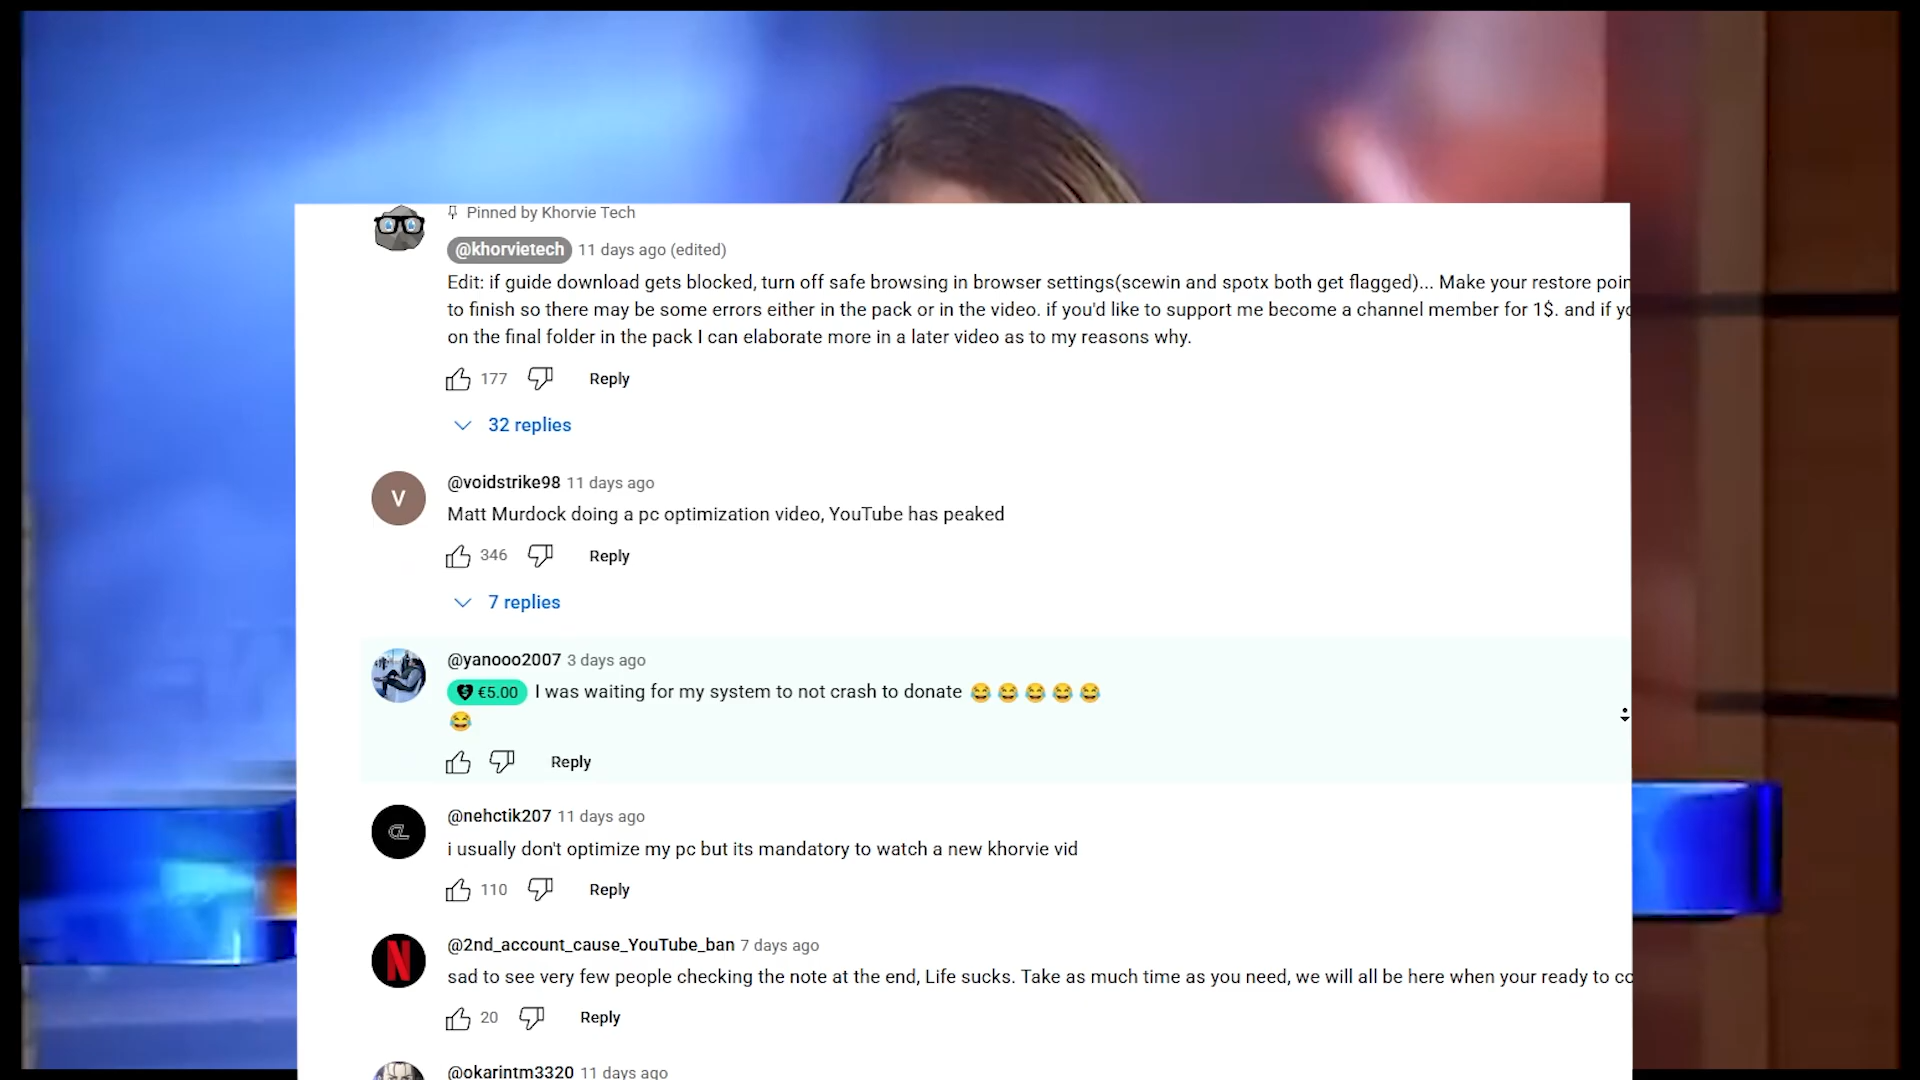 Pinned by Khorvie Tech
@khorvietech 11 days ago (edited)
Edit: if guide download gets blocked, turn off safe browsing in browser settings(scewin and spotx both get flagged)... Make your restore
to finish so there may be some errors either in the pack or in the video. if you'd like to support me become a channel member for 1$. and if
on the final folder in the pack I can elaborate more in a later video as to my reasons why.
177 Reply
32 replies
V
@voidstrike98 11 days ago
Matt Murdock doing a pc optimization video, YouTube has peaked
346 Reply
7 replies
@yanooo2007 3 days ago
€5.00 I was waiting for my system to not crash to donate 😂 😂 😂 😂 😂
😂
Reply
@nehctik207 11 days ago
i usually don't optimize my pc but its mandatory to watch a new khorvie vid
110 Reply
N
@2nd_account_cause_YouTube_ban 7 days ago
sad to see very few people checking the note at the end, Life sucks. Take as much time as you need, we will all be here when your ready to
20 Reply
@okarintm3320 11 days ago